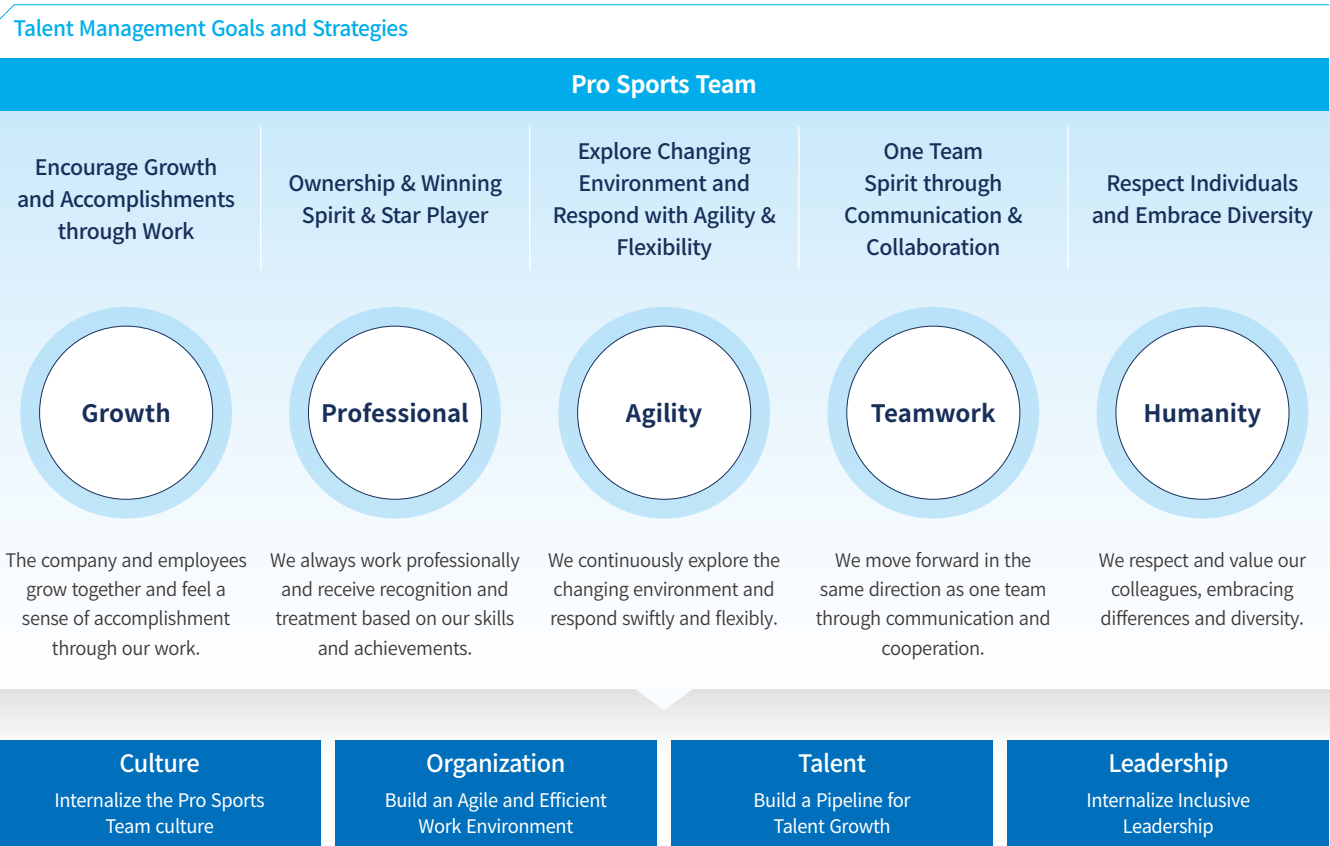 Talent Management Goals and Strategies
Pro Sports Team
Encourage Growth
and Accomplishments
through Work
Ownership & Winning
Spirit & Star Player
Explore Changing
Environment and
Respond with Agility &
Flexibility
One Team
Spirit through
Communication &
Collaboration
Respect Individuals
and Embrace Diversity
Growth
Professional
Agility
Teamwork
Humanity
The company and employees
grow together and feel a
sense of accomplishment
through our work.
We always work professionally
and receive recognition and
treatment based on our skills
and achievements.
We continuously explore the
changing environment and
respond swiftly and flexibly.
We move forward in the
same direction as one team
through communication and
cooperation.
We respect and value our
colleagues, embracing
differences and diversity.
Culture
Internalize the Pro Sports
Team culture
Organization
Build an Agile and Efficient
Work Environment
Talent
Build a Pipeline for
Talent Growth
Leadership
Internalize Inclusive
Leadership